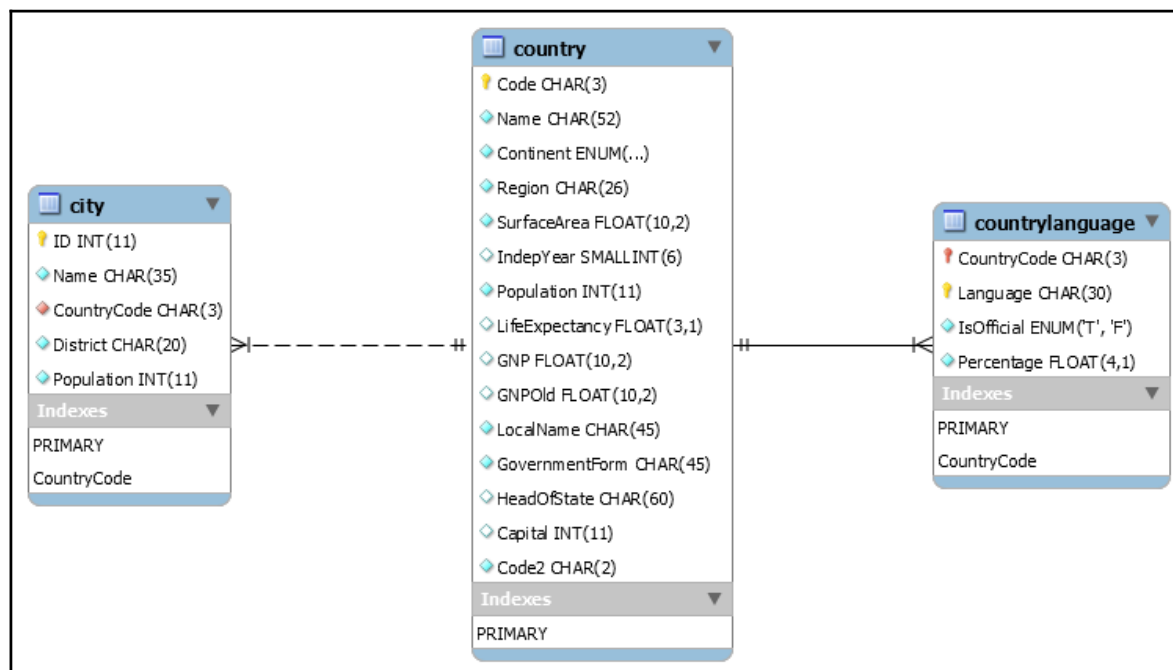 city
ID INT(11)
Name CHAR(35)
CountryCode CHAR(3)
District CHAR(20)
Population INT(11)
Indexes
PRIMARY
CountryCode
country
Code CHAR(3)
Name CHAR(52)
Continent ENUM(...)
Region CHAR(26)
SurfaceArea FLOAT(10,2)
IndepYear SMALLINT(6)
Population INT(11)
LifeExpectancy FLOAT(3,1)
GNP FLOAT(10,2)
GNPOld FLOAT(10,2)
LocalName CHAR(45)
GovernmentForm CHAR(45)
HeadOfState CHAR(60)
Capital INT(11)
Code2 CHAR(2)
Indexes
PRIMARY
countrylanguage
CountryCode CHAR(3)
Language CHAR(30)
IsOfficial ENUM('T', 'F')
Percentage FLOAT(4,1)
Indexes
PRIMARY
CountryCode